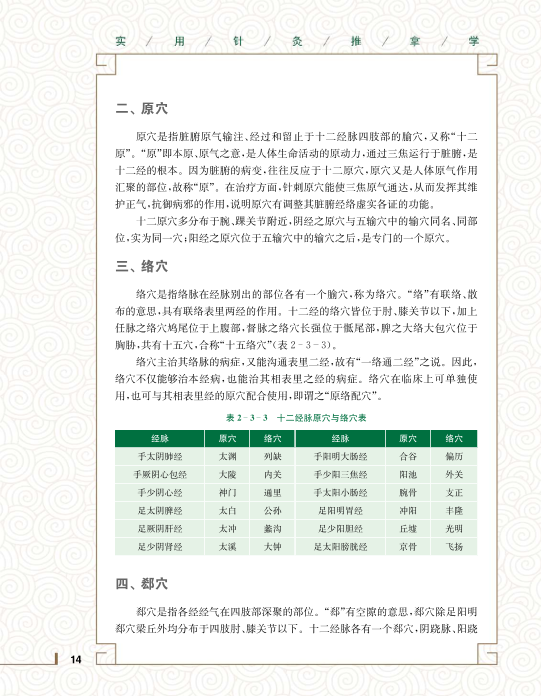 实 / 用 / 针 / 灸 / 推 / 拿 / 学
二、原穴
原穴是指脏腑原气输注、经过和留止于十二经脉四肢部的腧穴，又称“十二
原”。“原”即本原、原气之意，是人体生命活动的原动力，通过三焦运行于脏腑，是
十二经的根本。因为脏腑的病变，往往反应于十二原穴，原穴又是人体原气作用
汇聚的部位，故称“原”。在治疗方面，针刺原穴能使三焦原气通达，从而发挥其维
护正气，抗御病邪的作用，说明原穴有调整其脏腑经络虚实各证的功能。
十二原穴多分布于腕、踝关节附近，阴经之原穴与五输穴中的输穴同名、同部
位，实为同一穴；阳经之原穴位于五输穴中的输穴之后，是专门的一个原穴。
三、络穴
络穴是指络脉在经脉别出的部位各有一个腧穴，称为络穴。“络”有联络、散
布的意思，具有联络表里两经的作用。十二经的络穴皆位于肘、膝关节以下，加上
任脉之络穴鸠尾位于上腹部，督脉之络穴长强位于骶尾部，脾之大络大包穴位于
胸胁，共有十五穴，合称“十五络穴”（表 2-3-3）。
络穴主治其络脉的病症，又能沟通表里二经，故有“一络通二经”之说。因此，
络穴不仅能够治本经病，也能治其相表里之经的病症。络穴在临床上可单独使
用，也可与其相表里经的原穴配合使用，即谓之“原络配穴”。
表 2-3-3 十二经脉原穴与络穴表
经脉 原穴 络穴 经脉 原穴 络穴
手太阴肺经 太渊 列缺 手阳明大肠经 合谷 偏历
手厥阴心包经 大陵 内关 手少阳三焦经 阳池 外关
手少阴心经 神门 通里 手太阳小肠经 腕骨 支正
足太阴脾经 太白 公孙 足阳明胃经 冲阳 丰隆
足厥阴肝经 太冲 蠡沟 足少阳胆经 丘墟 光明
足少阴肾经 太溪 大钟 足太阳膀胱经 京骨 飞扬
四、郄穴
郄穴是指各经经气在四肢部深聚的部位。“郄”有空隙的意思，郄穴除足阳明
郄穴梁丘外均分布于四肢肘、膝关节以下。十二经脉各有一个郄穴，阴跷脉、阳跷
14